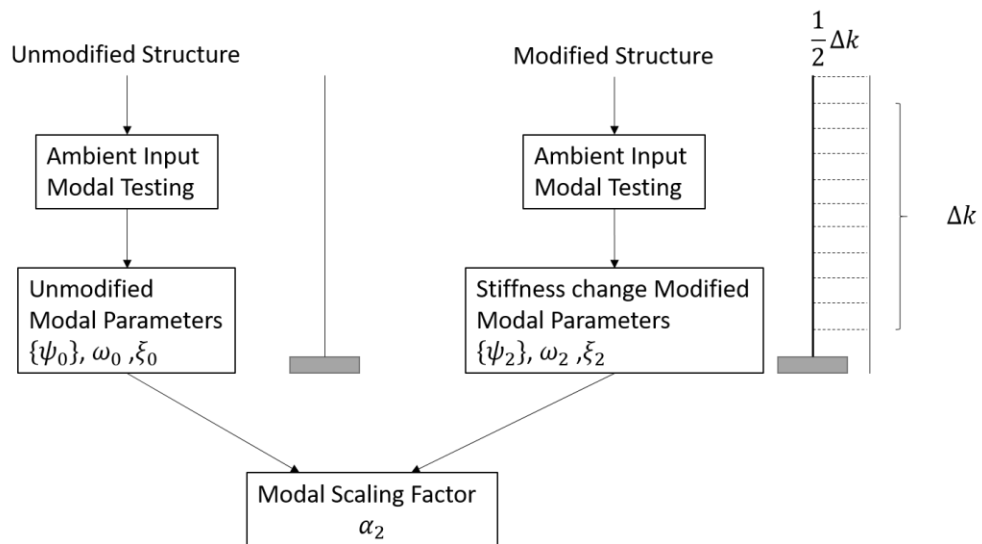 Unmodified Structure
Ambient Input
Modal Testing
Unmodified
Modal Parameters
{ψ₀}, ω₀ ,ξ₀
Modified Structure
Ambient Input
Modal Testing
Stiffness change Modified
Modal Parameters
{ψ₂}, ω₂ ,ξ₂
½ Δk
Δk
Modal Scaling Factor
α₂